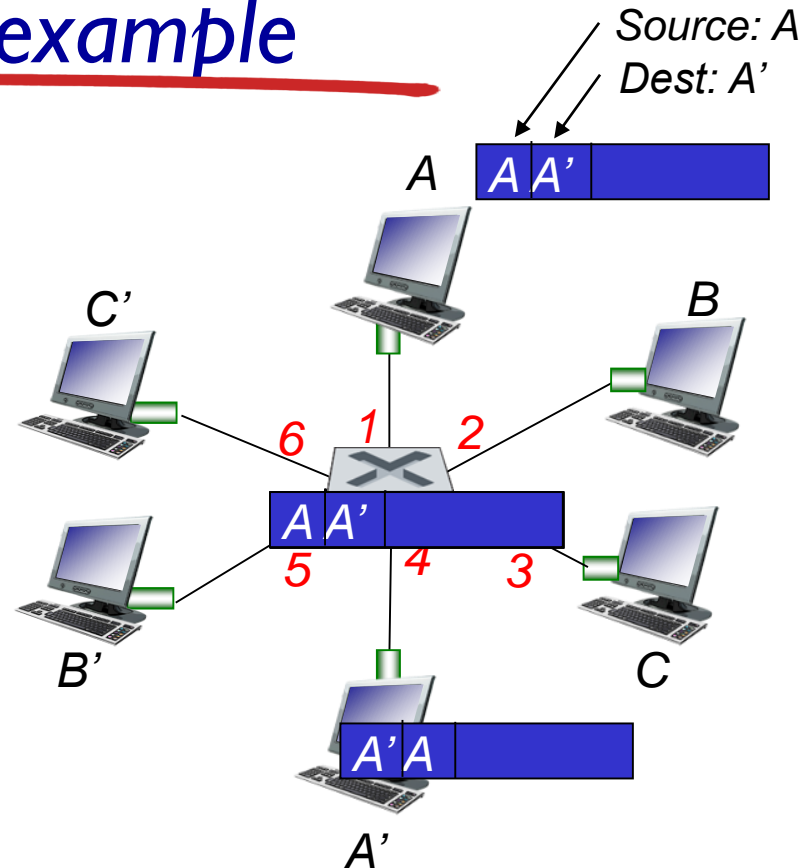 example
Source: A
Dest: A’
A
A A’
C’
B
6 1 2
A A’
5 4 3
B’
C
A’ A
A’